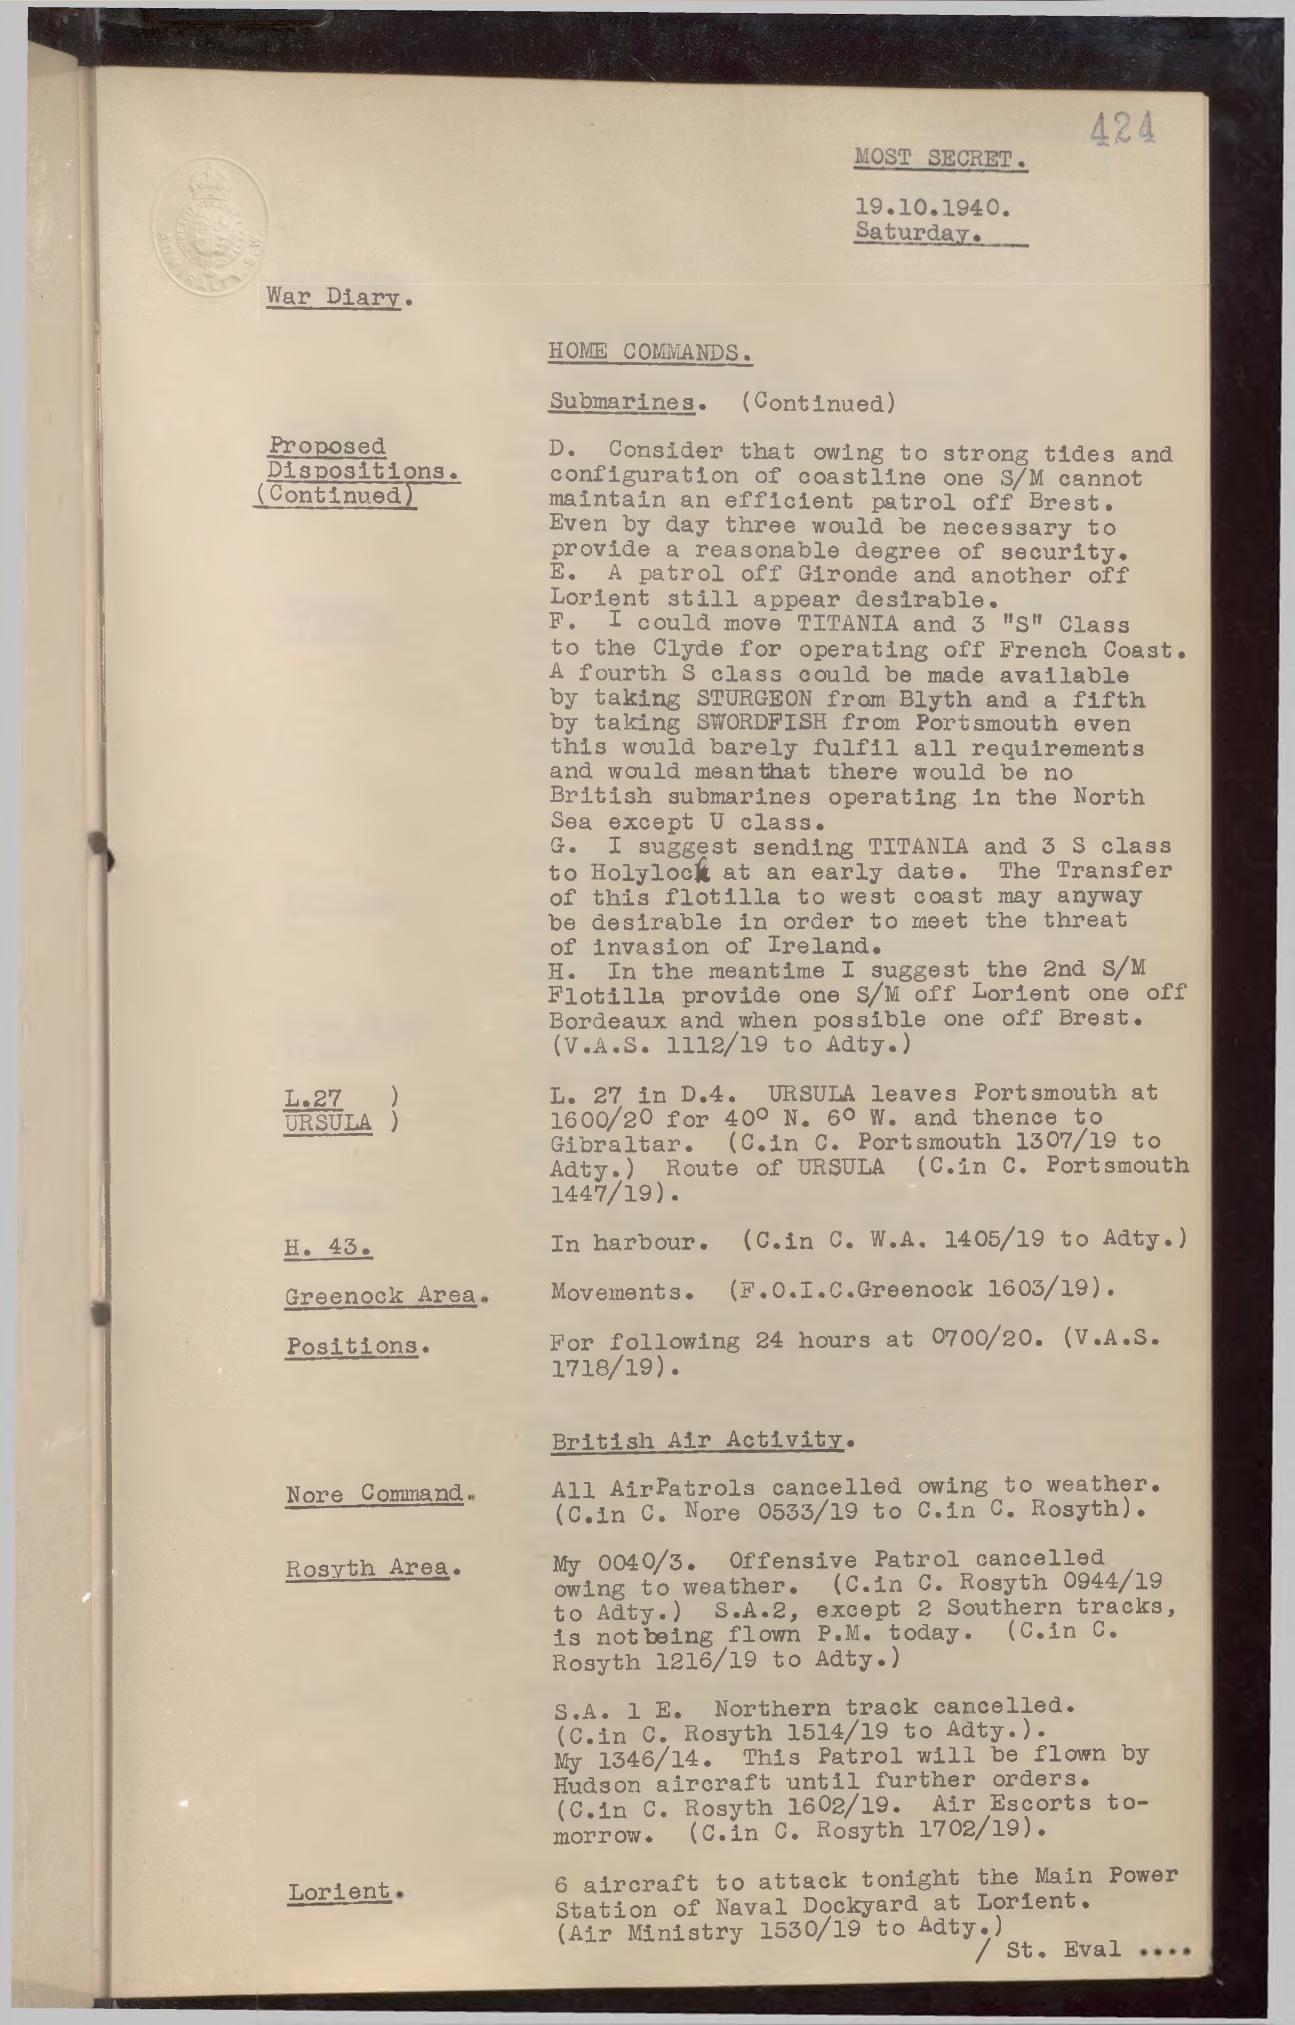 424
MOST SECRET.
19.10.1940.
Saturday.
ADMIRALTY. S.W.
War Diary.
HOME COMMANDS.
Submarines. (Continued)
Proposed
Dispositions.
(Continued)
D. Consider that owing to strong tides and
configuration of coastline one S/M cannot
maintain an efficient patrol off Brest.
Even by day three would be necessary to
provide a reasonable degree of security.
E. A patrol off Gironde and another off
Lorient still appear desirable.
F. I could move TITANIA and 3 "S" Class
to the Clyde for operating off French Coast.
A fourth S class could be made available
by taking STURGEON from Blyth and a fifth
by taking SWORDFISH from Portsmouth even
this would barely fulfil all requirements
and would meanthat there would be no
British submarines operating in the North
Sea except U class.
G. I suggest sending TITANIA and 3 S class
to Holyloch at an early date. The Transfer
of this flotilla to west coast may anyway
be desirable in order to meet the threat
of invasion of Ireland.
H. In the meantime I suggest the 2nd S/M
Flotilla provide one S/M off Lorient one off
Bordeaux and when possible one off Brest.
(V.A.S. 1112/19 to Adty.)
L.27 )
URSULA )
L. 27 in D.4. URSULA leaves Portsmouth at
1600/20 for 40° N. 6° W. and thence to
Gibraltar. (C.in C. Portsmouth 1307/19 to
Adty.) Route of URSULA (C.in C. Portsmouth
1447/19).
H. 43.
In harbour. (C.in C. W.A. 1405/19 to Adty.)
Greenock Area.
Movements. (F.O.I.C.Greenock 1603/19).
Positions.
For following 24 hours at 0700/20. (V.A.S.
1718/19).
British Air Activity.
Nore Command.
All AirPatrols cancelled owing to weather.
(C.in C. Nore 0533/19 to C.in C. Rosyth).
Rosyth Area.
My 0040/3. Offensive Patrol cancelled
owing to weather. (C.in C. Rosyth 0944/19
to Adty.) S.A.2, except 2 Southern tracks,
is notbeing flown P.M. today. (C.in C.
Rosyth 1216/19 to Adty.)
S.A. 1 E. Northern track cancelled.
(C.in C. Rosyth 1514/19 to Adty.).
My 1346/14. This Patrol will be flown by
Hudson aircraft until further orders.
(C.in C. Rosyth 1602/19. Air Escorts to-
morrow. (C.in C. Rosyth 1702/19).
Lorient.
6 aircraft to attack tonight the Main Power
Station of Naval Dockyard at Lorient.
(Air Ministry 1530/19 to Adty.)
/ St. Eval ....